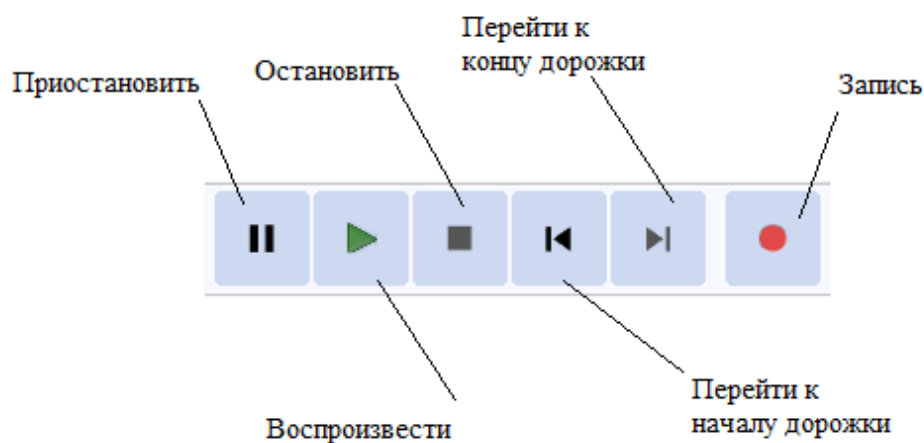 Перейти к
концу дорожки
Остановить
Приостановить
Запись
Перейти к
началу дорожки
Воспроизвести